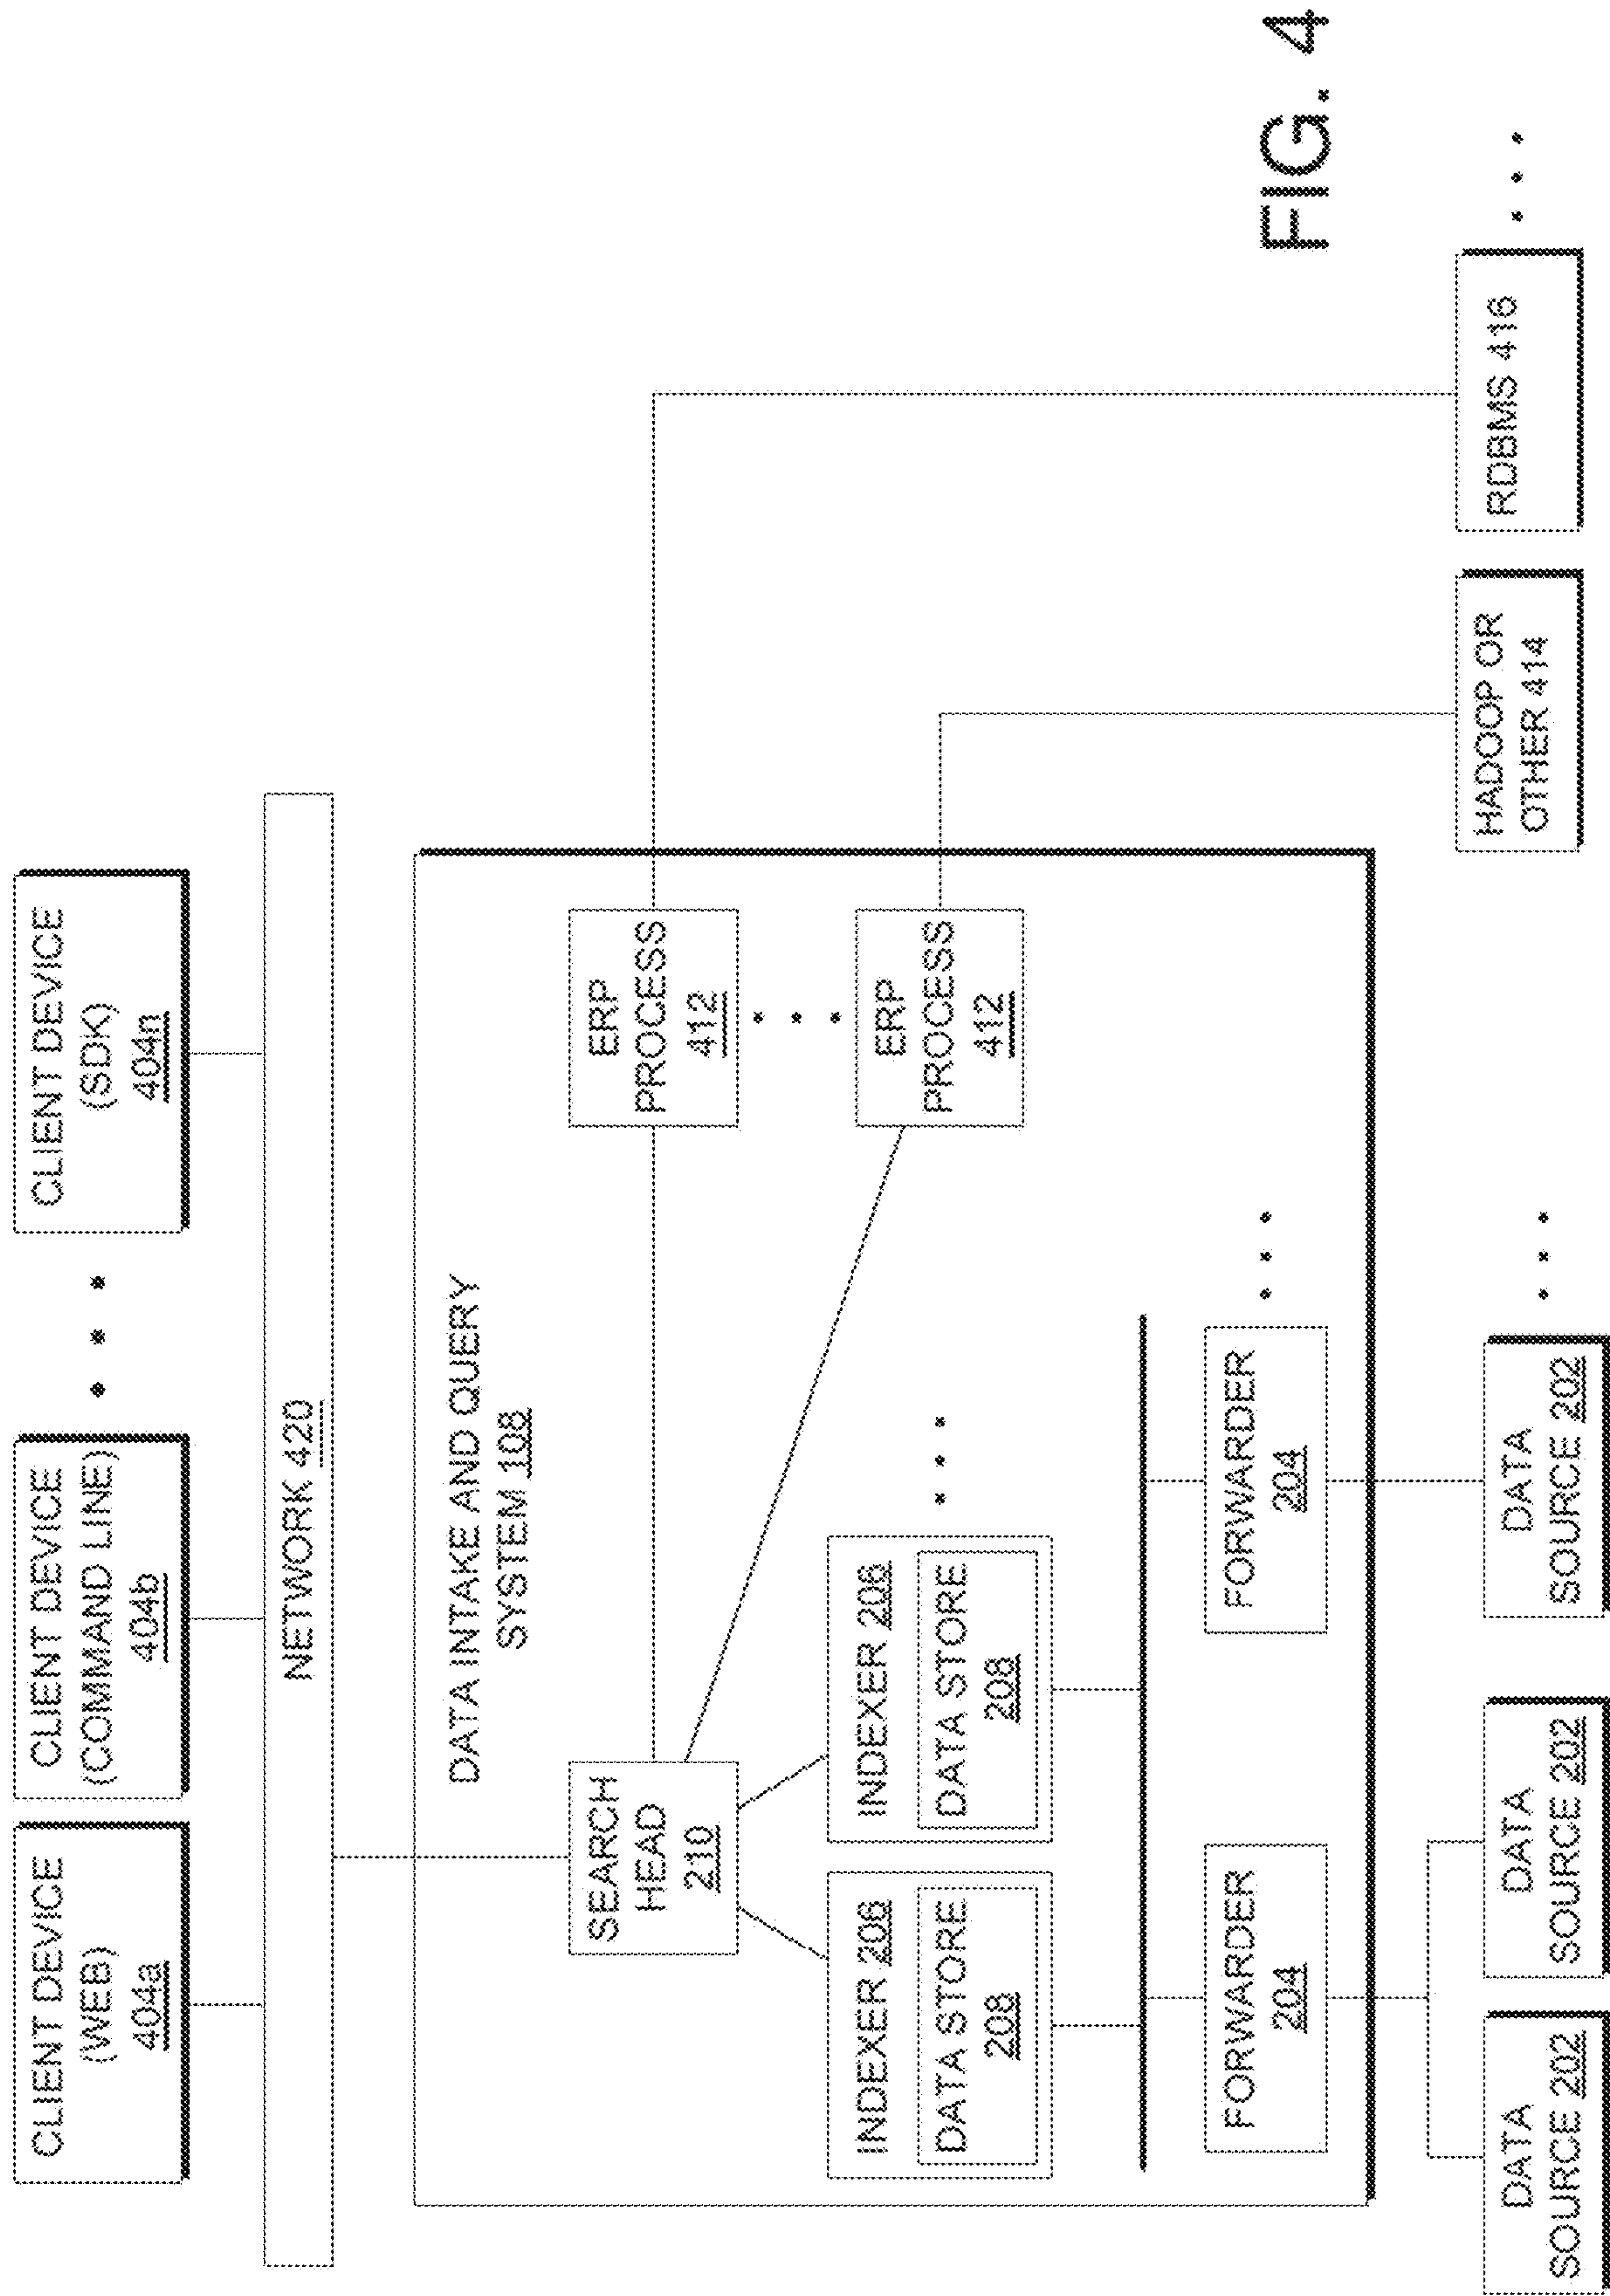 CLIENT DEVICE
(WEB)
404a
CLIENT DEVICE
(COMMAND LINE)
404b
CLIENT DEVICE
(SDK)
404n
NETWORK 420
DATA INTAKE AND QUERY
SYSTEM 108
SEARCH
HEAD
210
ERP
PROCESS
412
ERP
PROCESS
412
INDEXER 206
DATA STORE
208
INDEXER 206
DATA STORE
208
FORWARDER
204
FORWARDER
204
DATA
SOURCE 202
DATA
SOURCE 202
DATA
SOURCE 202
HADOOP OR
OTHER 414
RDBMS 416
FIG. 4